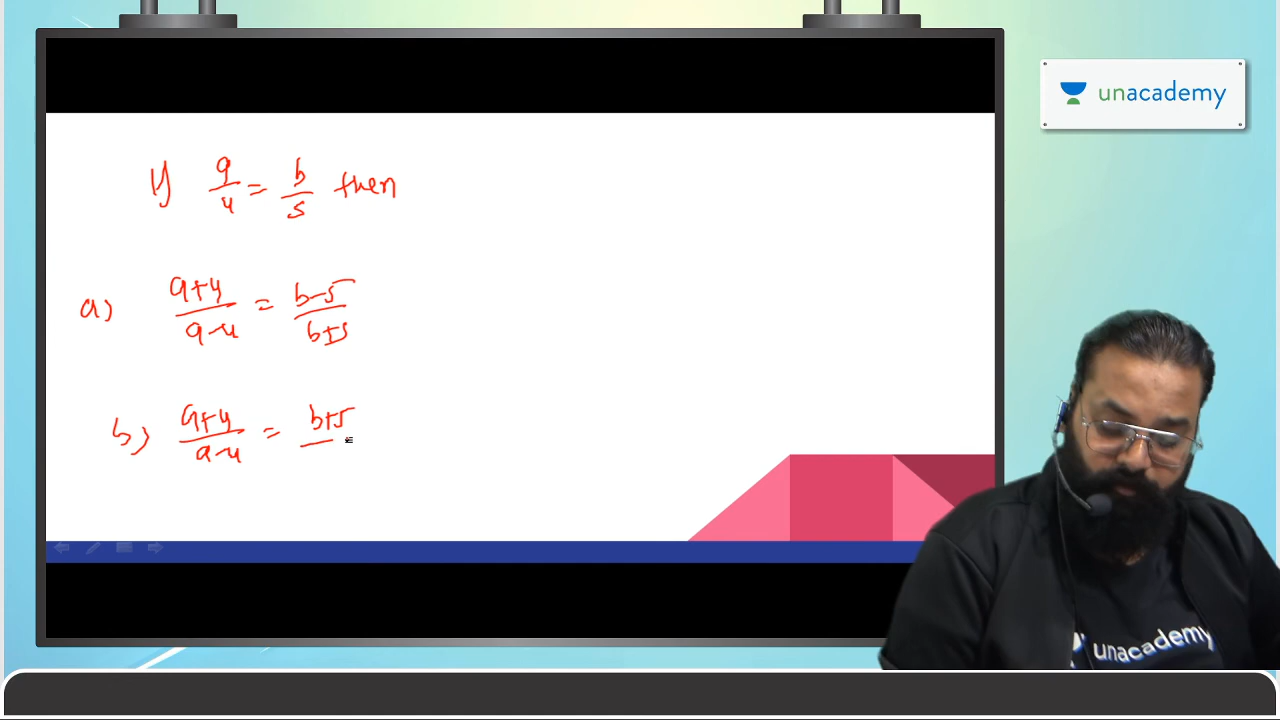 If a/4 = b/5 then
a) a+4/a-4 = b-5/b+5
b) a+4/a-4 = b+5/
unacademy
unacademy